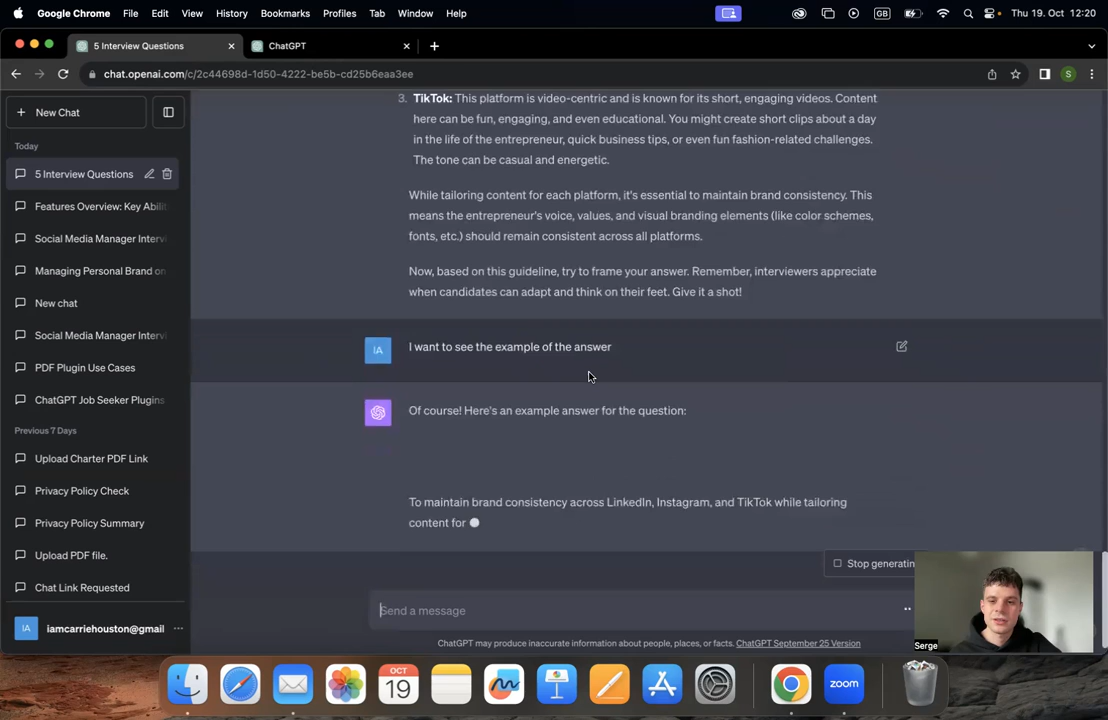 Google Chrome File Edit View History Bookmarks Profiles Tab Window Help GB Thu 19. Oct 12:20
5 Interview Questions ChatGPT
chat.openai.com/c/2c44698d-1d50-4222-be5b-cd25b6eaa3ee S
New Chat
Today
5 Interview Questions
Features Overview: Key Abili
Social Media Manager Intervi
Managing Personal Brand on
New chat
Social Media Manager Intervi
PDF Plugin Use Cases
ChatGPT Job Seeker Plugins
Previous 7 Days
Upload Charter PDF Link
Privacy Policy Check
Privacy Policy Summary
Upload PDF file.
Chat Link Requested
IA iamcarriehouston@gmail
3. TikTok: This platform is video-centric and is known for its short, engaging videos. Content
here can be fun, engaging, and even educational. You might create short clips about a day
in the life of the entrepreneur, quick business tips, or even fun fashion-related challenges.
The tone can be casual and energetic.
While tailoring content for each platform, it's essential to maintain brand consistency. This
means the entrepreneur's voice, values, and visual branding elements (like color schemes,
fonts, etc.) should remain consistent across all platforms.
Now, based on this guideline, try to frame your answer. Remember, interviewers appreciate
when candidates can adapt and think on their feet. Give it a shot!
IA I want to see the example of the answer
Of course! Here's an example answer for the question:
To maintain brand consistency across LinkedIn, Instagram, and TikTok while tailoring
content for
Stop generatin
Send a message
ChatGPT may produce inaccurate information about people, places, or facts. ChatGPT September 25 Version
Serge
OCT
19
zoom